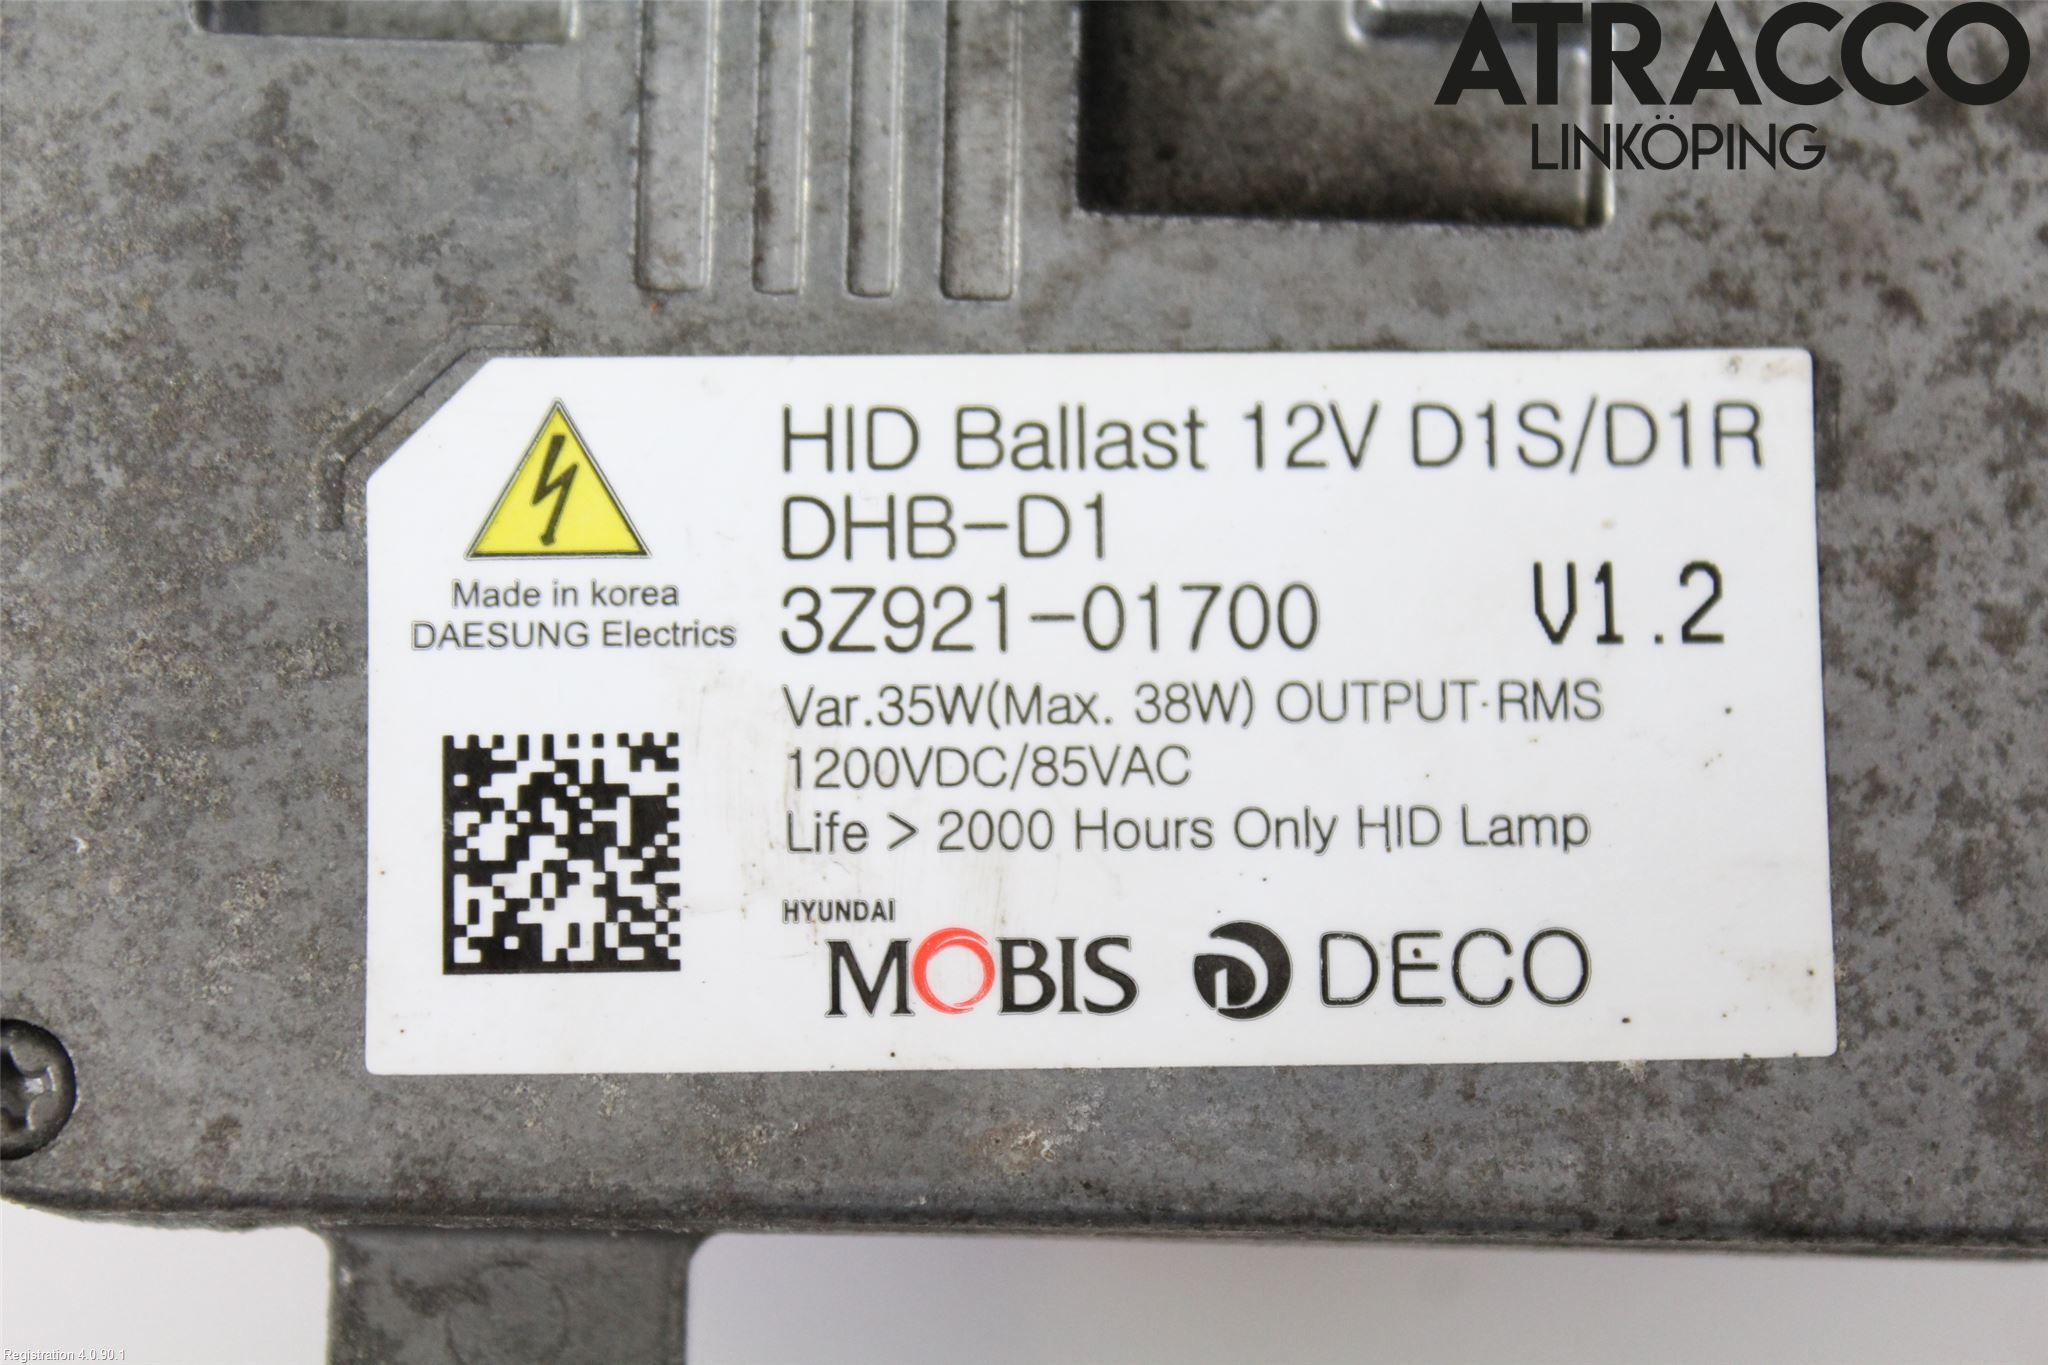 ATRACCO
LINKÖPING
HID Ballast 12V D1S/D1R
DHB-D1
3Z921-01700 V1.2
Made in korea
DAESUNG Electrics
Var.35W(Max. 38W) OUTPUT·RMS
1200VDC/85VAC
Life > 2000 Hours Only HID Lamp
HYUNDAI
MOBIS DECO
Registration 4.0.90.1